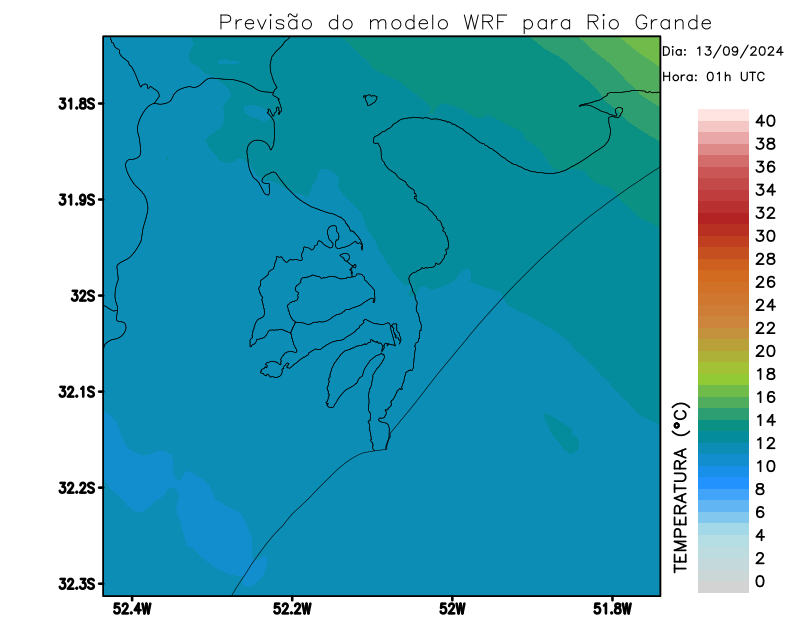 Previsão do modelo WRF para Rio Grande
Dia: 13/09/2024
Hora: 01h UTC
31.8S
31.9S
32S
32.1S
32.2S
32.3S
52.4W
52.2W
52W
51.8W
TEMPERATURA (°C)
40
38
36
34
32
30
28
26
24
22
20
18
16
14
12
10
8
6
4
2
0